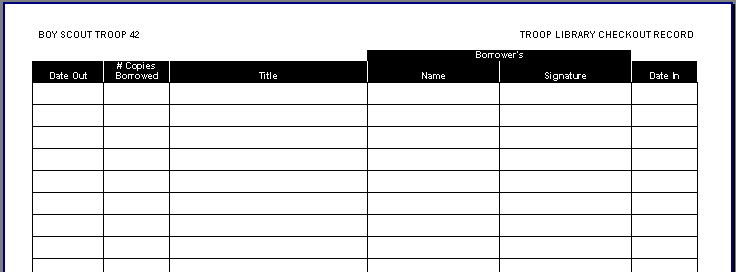 BOY SCOUT TROOP 42 TROOP LIBRARY CHECKOUT RECORD
Borrower's
# Copies
Date Out Borrowed Title Name Signature Date In